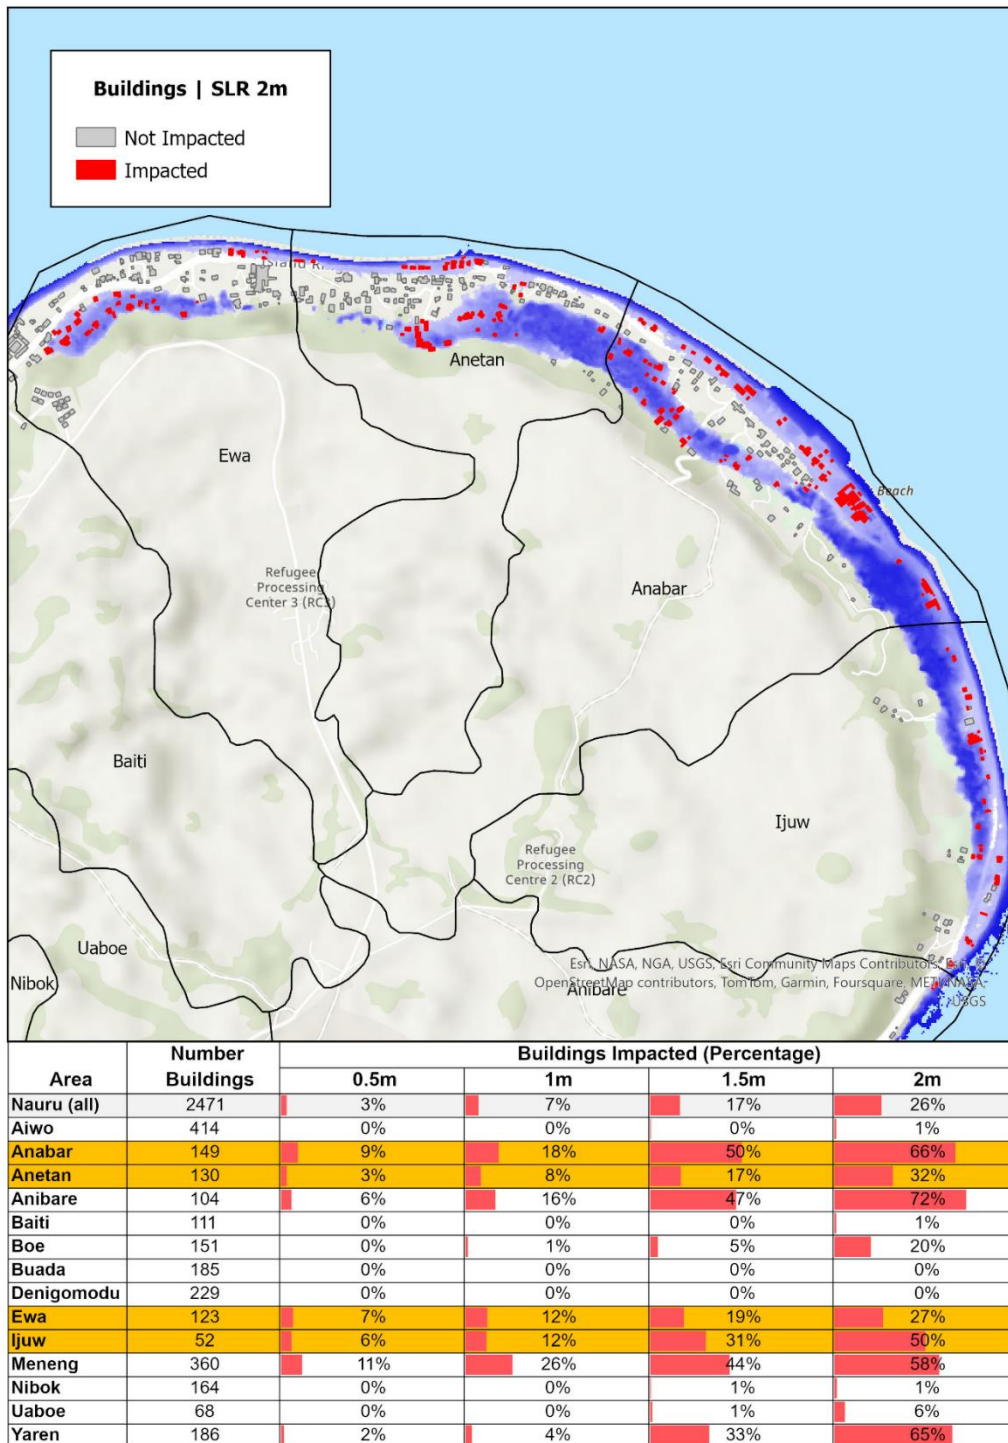 Buildings | SLR 2m
Not Impacted
Impacted
Island R
Anetan
Ewa
Beach
Refugee
Processing
Center 3 (RC3)
Anabar
Baiti
Ijuw
Refugee
Processing
Centre 2 (RC2)
Uaboe
Nibok
Esri, NASA, NGA, USGS, Esri Community Maps Contributors, Esri, ©
OpenStreetMap contributors, TomTom, Garmin, Foursquare, METI/NASA,
USGS
Anibare
Area Number Buildings Buildings Impacted (Percentage)
0.5m 1m 1.5m 2m
Nauru (all) 2471 3% 7% 17% 26%
Aiwo 414 0% 0% 0% 1%
Anabar 149 9% 18% 50% 66%
Anetan 130 3% 8% 17% 32%
Anibare 104 6% 16% 47% 72%
Baiti 111 0% 0% 0% 1%
Boe 151 0% 1% 5% 20%
Buada 185 0% 0% 0% 0%
Denigomodu 229 0% 0% 0% 0%
Ewa 123 7% 12% 19% 27%
Ijuw 52 6% 12% 31% 50%
Meneng 360 11% 26% 44% 58%
Nibok 164 0% 0% 1% 1%
Uaboe 68 0% 0% 1% 6%
Yaren 186 2% 4% 33% 65%